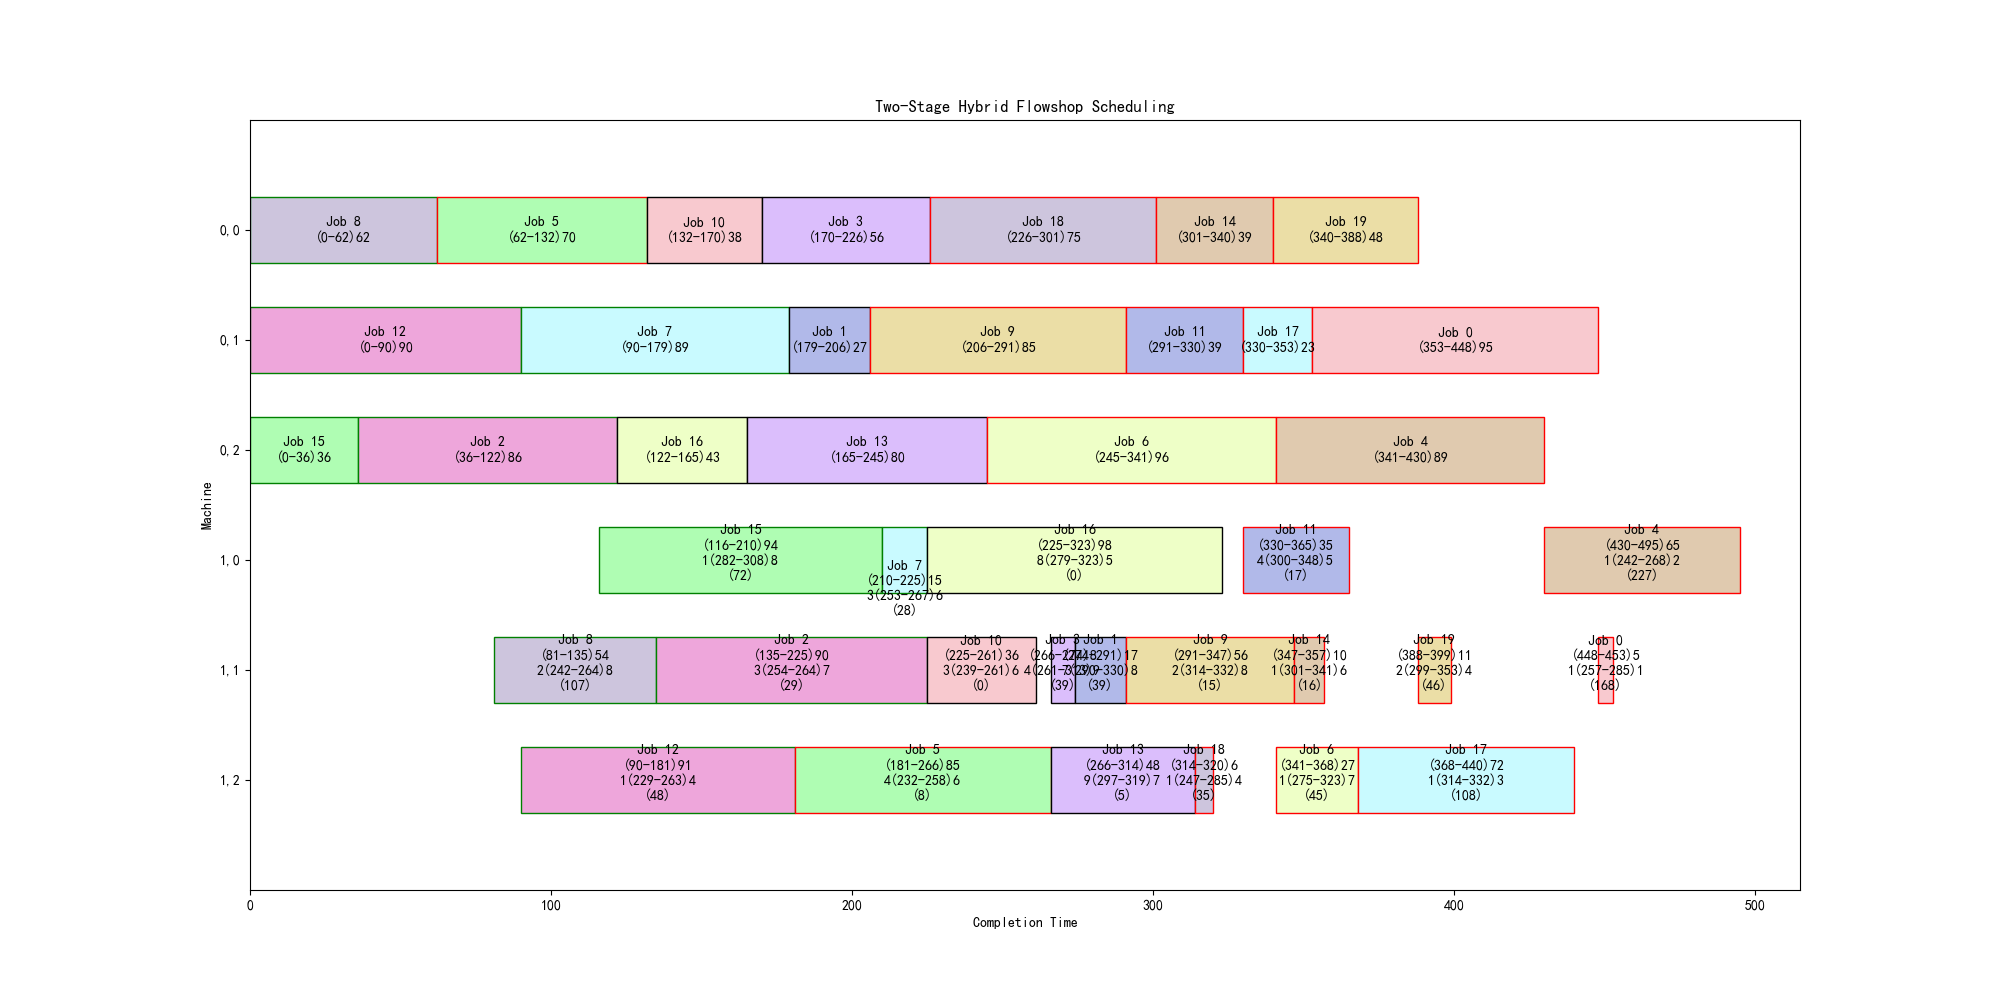 Two-Stage Hybrid Flowshop Scheduling
0,0
Job 8
(0-62)62
Job 5
(62-132)70
Job 10
(132-170)38
Job 3
(170-226)56
Job 18
(226-301)75
Job 14
(301-340)39
Job 19
(340-388)48
0,1
Job 12
(0-90)90
Job 7
(90-179)89
Job 1
(179-206)27
Job 9
(206-291)85
Job 11
(291-330)39
Job 17
(330-353)23
Job 0
(353-448)95
0,2
Job 15
(0-36)36
Job 2
(36-122)86
Job 16
(122-165)43
Job 13
(165-245)80
Job 6
(245-341)96
Job 4
(341-430)89
Machine
1,0
Job 15
(116-210)94
1(282-308)8
(72)
Job 7
(210-225)15
3(253-267)6
(28)
Job 16
(225-323)98
8(279-323)5
(0)
Job 11
(330-365)35
4(300-348)5
(17)
Job 4
(430-495)65
1(242-268)2
(227)
1,1
Job 8
(81-135)54
2(242-264)8
(107)
Job 2
(135-225)90
3(254-264)7
(29)
Job 10
(225-261)36
3(239-261)6
(0)
Job 3
(39)
Job 1
(39)
Job 9
(291-347)56
2(314-332)8
(15)
Job 14
(347-357)10
1(301-341)6
(16)
Job 19
(388-399)11
2(299-353)4
(46)
Job 0
(448-453)5
1(257-285)1
(168)
1,2
Job 12
(90-181)91
1(229-263)4
(48)
Job 5
(181-266)85
4(232-258)6
(8)
Job 13
(266-314)48
9(297-319)7
(5)
Job 18
(314-320)6
1(247-285)4
(35)
Job 6
(341-368)27
1(275-323)7
(45)
Job 17
(368-440)72
1(314-332)3
(108)
0
100
200
300
400
500
Completion Time